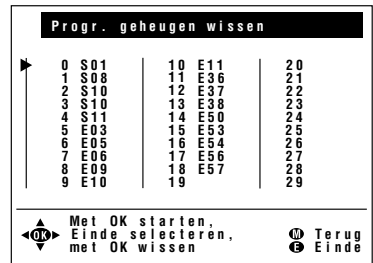 Progr. geheugen wissen
0 S01 10 E11 20
1 S08 11 E36 21
2 S10 12 E37 22
3 S10 13 E38 23
4 S11 14 E50 24
5 E03 15 E53 25
6 E05 16 E54 26
7 E06 17 E56 27
8 E09 18 E57 28
9 E10 19 29
Met OK starten,
OK Einde selecteren, M Terug
met OK wissen E Einde